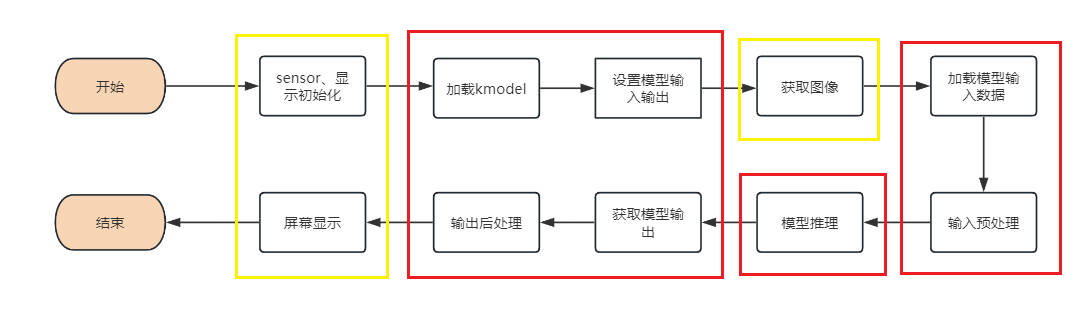 开始
sensor、显
示初始化
加载kmodel
设置模型输
入输出
获取图像
加载模型输
入数据
输入预处理
模型推理
获取模型输
出
输出后处理
屏幕显示
结束